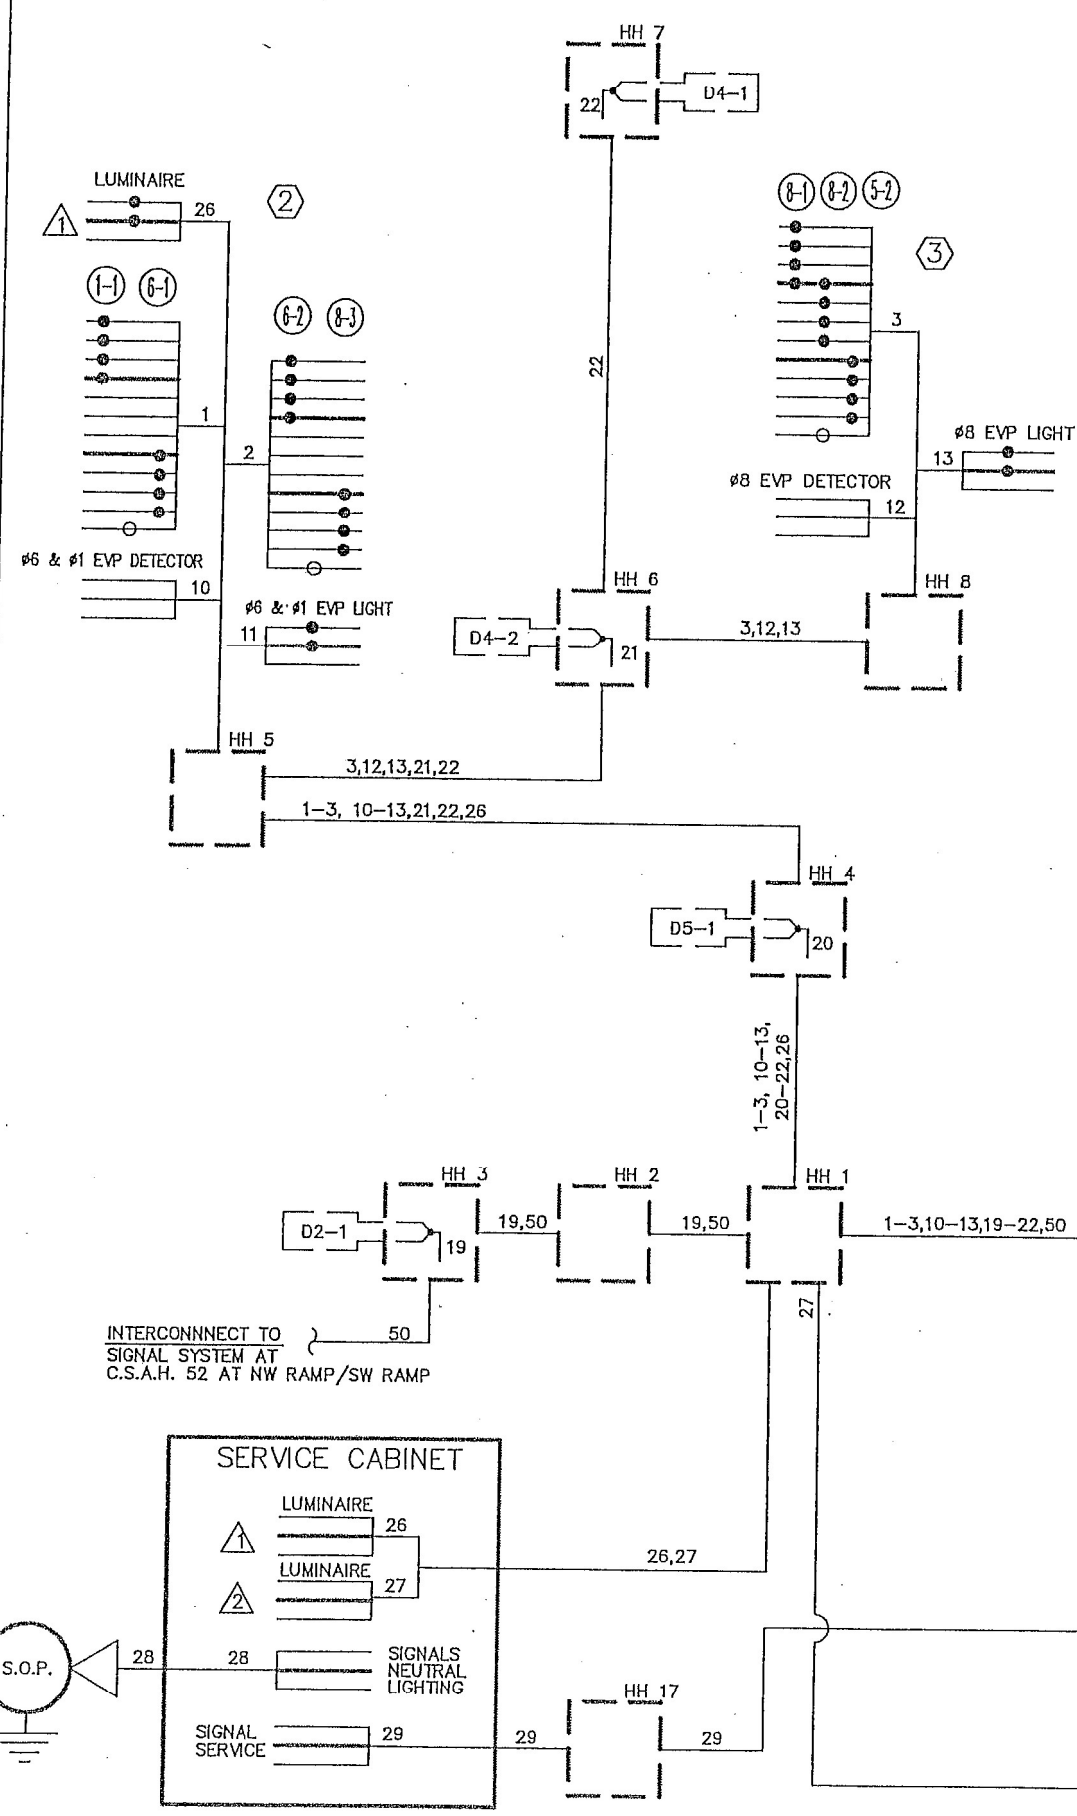 HH 7
D4-1
22
LUMINAIRE
1
26
2
8-1 8-2 5-2
3
1-1 6-1
6-2 8-3
3
22
1
2
ø8 EVP LIGHT
13
ø8 EVP DETECTOR
12
ø6 & ø1 EVP DETECTOR
10
ø6 & ø1 EVP LIGHT
11
HH 6
HH 8
D4-2
21
3,12,13
HH 5
3,12,13,21,22
1-3, 10-13,21,22,26
HH 4
D5-1
20
1-3, 10-13,
20-22,26
HH 3
HH 2
HH 1
D2-1
19
19,50
19,50
1-3,10-13,19-22,50
27
INTERCONNNECT TO
SIGNAL SYSTEM AT
C.S.A.H. 52 AT NW RAMP/SW RAMP
50
SERVICE CABINET
LUMINAIRE
1
26
LUMINAIRE
2
27
26,27
S.O.P.
28
28
SIGNALS
NEUTRAL
LIGHTING
HH 17
SIGNAL
SERVICE
29
29
29